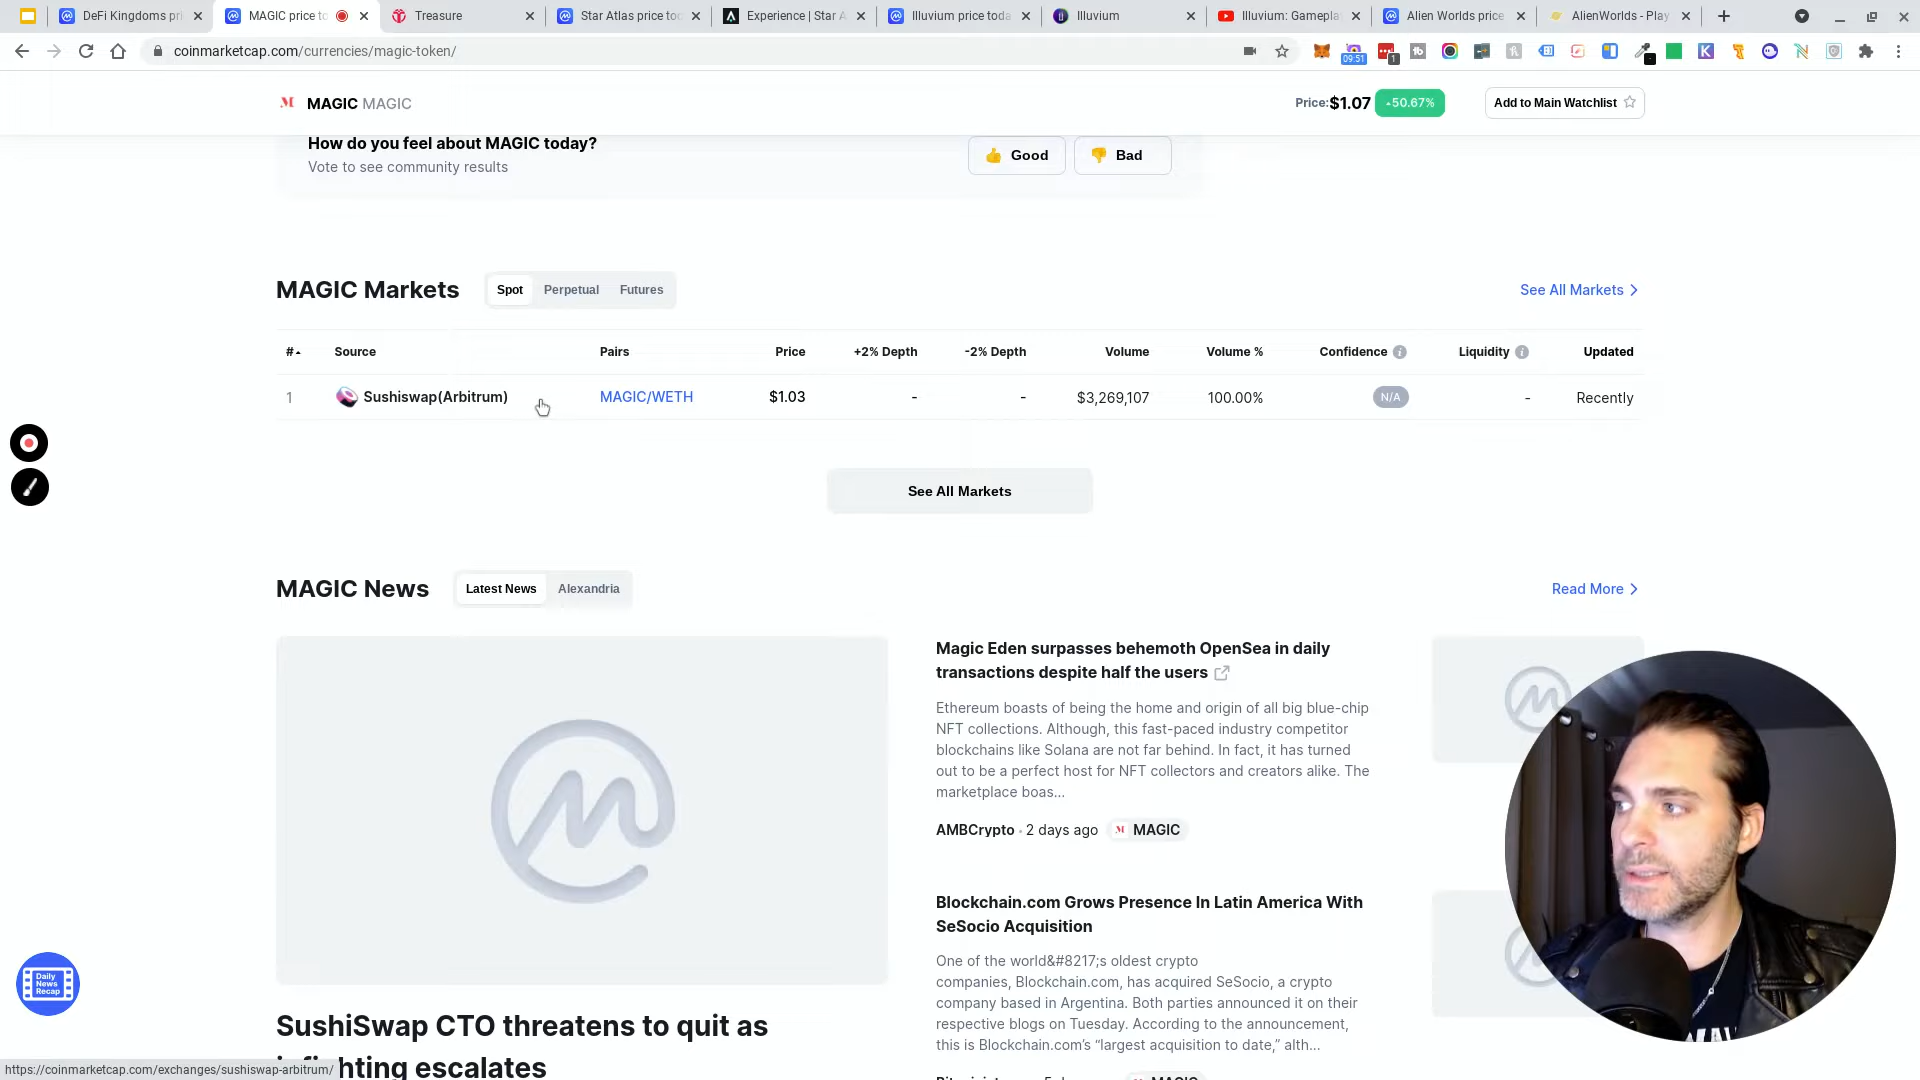 DeFi Kingdoms pri
MAGIC price to
Treasure
Star Atlas price toc
Experience | Star A
Illuvium price toda
Illuvium
Illuvium: Gamepla
Alien Worlds price
AlienWorlds - Play
coinmarketcap.com/currencies/magic-token/
09:51
1
MAGIC MAGIC
Price:$1.07
50.67%
Add to Main Watchlist
How do you feel about MAGIC today?
Vote to see community results
Good
Bad
MAGIC Markets
Spot
Perpetual
Futures
See All Markets
#
Source
Pairs
Price
+2% Depth
-2% Depth
Volume
Volume %
Confidence
Liquidity
Updated
1
Sushiswap(Arbitrum)
MAGIC/WETH
$1.03
-
-
$3,269,107
100.00%
N/A
-
Recently
See All Markets
MAGIC News
Latest News
Alexandria
Read More
Magic Eden surpasses behemoth OpenSea in daily
transactions despite half the users
Ethereum boasts of being the home and origin of all big blue-chip
NFT collections. Although, this fast-paced industry competitor
blockchains like Solana are not far behind. In fact, it has turned
out to be a perfect host for NFT collectors and creators alike. The
marketplace boas...
AMBCrypto · 2 days ago
MAGIC
Blockchain.com Grows Presence In Latin America With
SeSocio Acquisition
One of the world&#8217;s oldest crypto
companies, Blockchain.com, has acquired SeSocio, a crypto
company based in Argentina. Both parties announced it on their
respective blogs on Tuesday. According to the announcement,
this is Blockchain.com's “largest acquisition to date,” alth...
MAGIC
Daily
News
Recap
SushiSwap CTO threatens to quit as
hting escalates
https://coinmarketcap.com/exchanges/sushiswap-arbitrum/